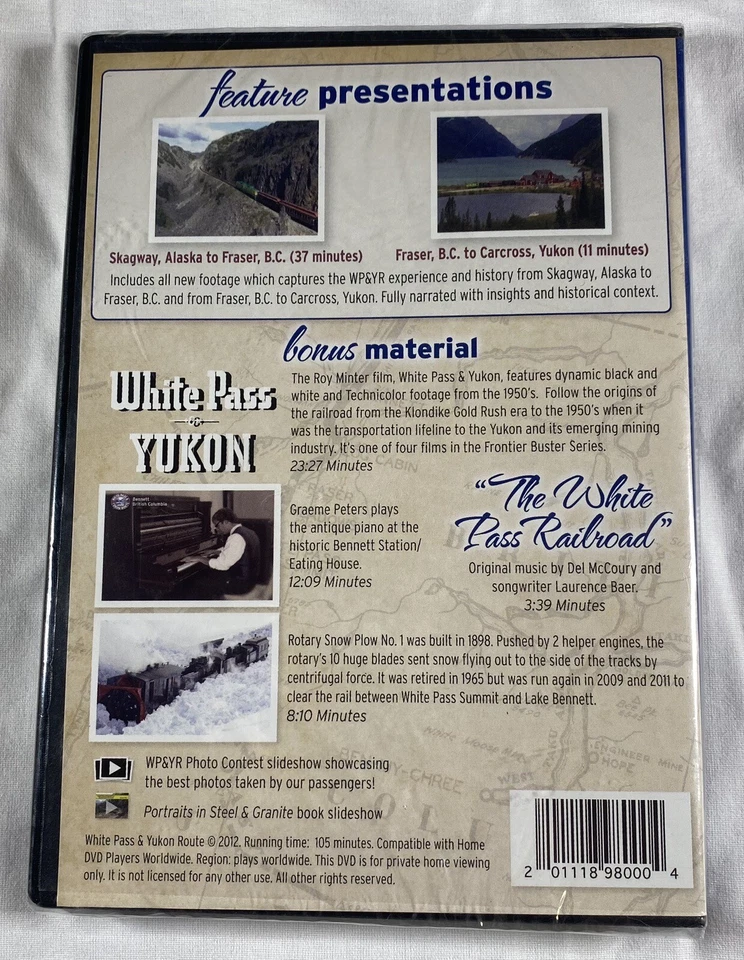 feature presentations
Skagway, Alaska to Fraser, B.C. (37 minutes)
Fraser, B.C. to Carcross, Yukon (11 minutes)
Includes all new footage which captures the WP&YR experience and history from Skagway, Alaska to
Fraser, B.C. and from Fraser, B.C. to Carcross, Yukon. Fully narrated with insights and historical context.
bonus material
White Pass
YUKON
The Roy Minter film, White Pass & Yukon, features dynamic black and
white and Technicolor footage from the 1950's. Follow the origins of
the railroad from the Klondike Gold Rush era to the 1950's when it
was the transportation lifeline to the Yukon and its emerging mining
industry. It's one of four films in the Frontier Buster Series.
23:27 Minutes
Bennett
British Columbia
Graeme Peters plays
the antique piano at the
historic Bennett Station/
Eating House.
12:09 Minutes
"The White
Pass Railroad"
Original music by Del McCoury and
songwriter Laurence Baer.
3:39 Minutes
Rotary Snow Plow No. 1 was built in 1898. Pushed by 2 helper engines, the
rotary's 10 huge blades sent snow flying out to the side of the tracks by
centrifugal force. It was retired in 1965 but was run again in 2009 and 2011 to
clear the rail between White Pass Summit and Lake Bennett.
8:10 Minutes
WP&YR Photo Contest slideshow showcasing
the best photos taken by our passengers!
Portraits in Steel & Granite book slideshow
ENGINEER MINE
HOPE
WEST
White Pass & Yukon Route © 2012. Running time: 105 minutes. Compatible with Home
DVD Players Worldwide. Region: plays worldwide. This DVD is for private home viewing
only. It is not licensed for any other use. All other rights reserved.
2 01118 98000 4